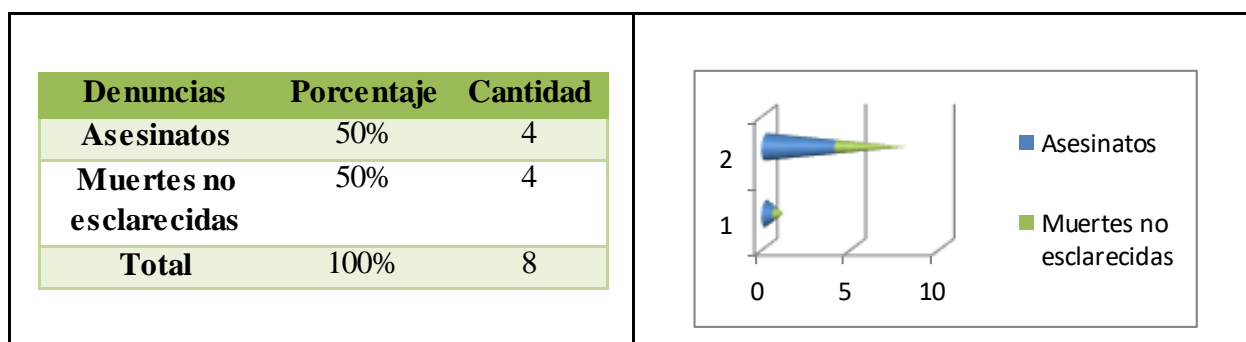 Denuncias Porcentaje Cantidad
Asesinatos 50% 4
Muertes no 50% 4
esclarecidas
Total 100% 8
2
1
0 5 10
Asesinatos
Muertes no
esclarecidas